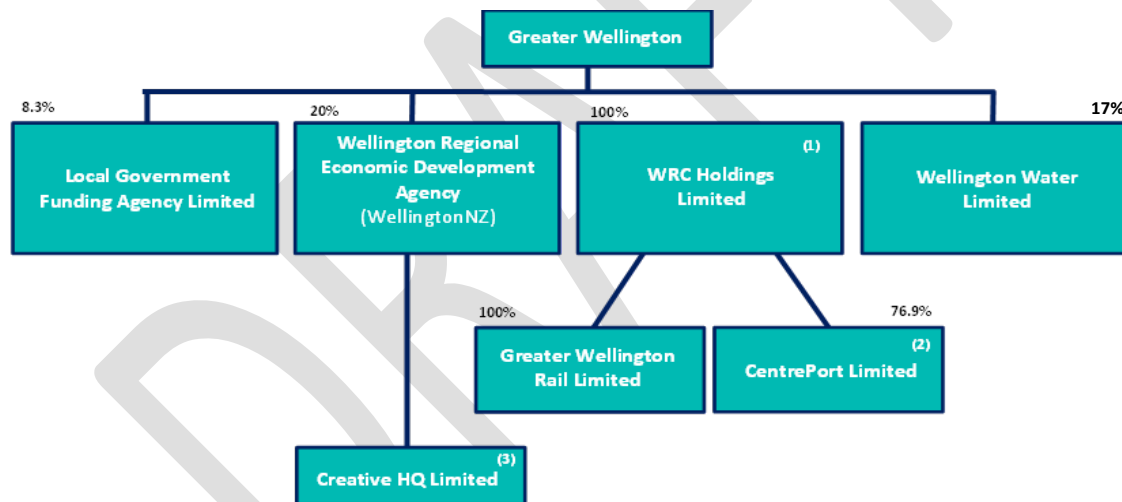 Greater Wellington
8.3%
20%
100%
17%
Local Government
Funding Agency Limited
Wellington Regional
Economic Development
Agency
(WellingtonNZ)
(1)
WRC Holdings
Limited
Wellington Water
Limited
100%
76.9%
Greater Wellington
Rail Limited
(2)
CentrePort Limited
(3)
Creative HQ Limited
DRAFT